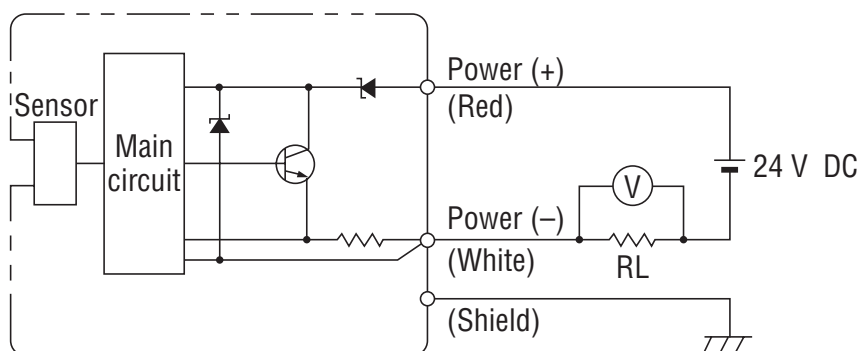 Sensor
Main
circuit
Power (+)
(Red)
V
24 V DC
Power (–)
(White)
RL
(Shield)